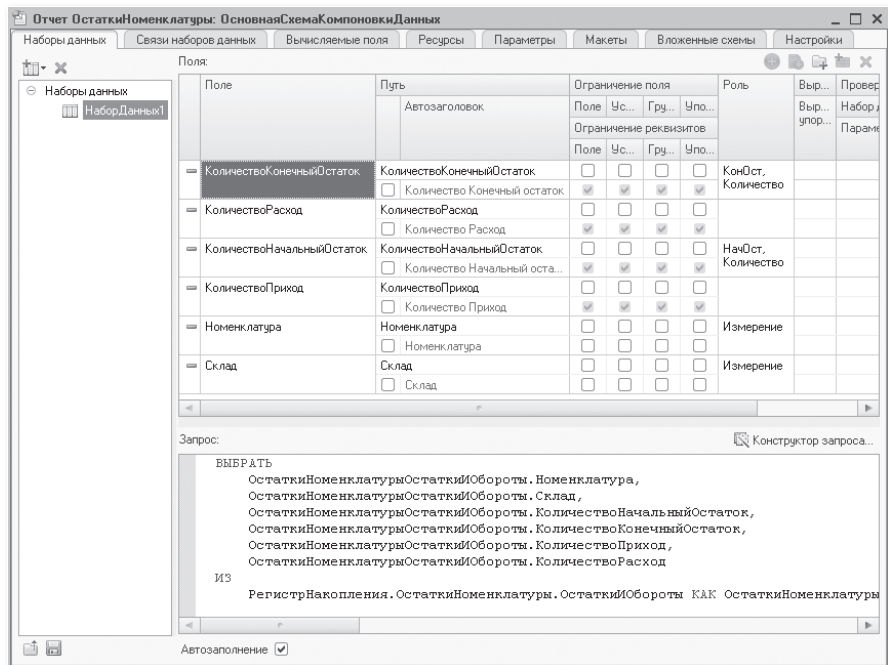 Отчет ОстаткиНоменклатуры: ОсновнаяСхемаКомпоновкиДанных
Наборы данных Связи наборов данных Вычисляемые поля Ресурсы Параметры Макеты Вложенные схемы Настройки
Поля:
Наборы данных
НаборДанных1
Поле Путь Ограничение поля Роль Выр... Провер
Автозаголовок Поле Ус... Гру... Упо... Выр... Набор д
Ограничение реквизитов упор... Параме
Поле Ус... Гру... Упо...
КоличествоКонечныйОстаток КоличествоКонечныйОстаток КонОст,
Количество Конечный остаток Количество
КоличествоРасход КоличествоРасход
Количество Расход
КоличествоНачальныйОстаток КоличествоНачальныйОстаток НачОст,
Количество Начальный оста... Количество
КоличествоПриход КоличествоПриход
Количество Приход
Номенклатура Номенклатура Измерение
Номенклатура
Склад Склад Измерение
Склад
Запрос: Конструктор запроса...
ВЫБРАТЬ
ОстаткиНоменклатурыОстаткиИОбороты.Номенклатура,
ОстаткиНоменклатурыОстаткиИОбороты.Склад,
ОстаткиНоменклатурыОстаткиИОбороты.КоличествоНачальныйОстаток,
ОстаткиНоменклатурыОстаткиИОбороты.КоличествоКонечныйОстаток,
ОстаткиНоменклатурыОстаткиИОбороты.КоличествоПриход,
ОстаткиНоменклатурыОстаткиИОбороты.КоличествоРасход
ИЗ
РегистрНакопления.ОстаткиНоменклатуры.ОстаткиИОбороты КАК ОстаткиНоменклатуры
Автозаполнение